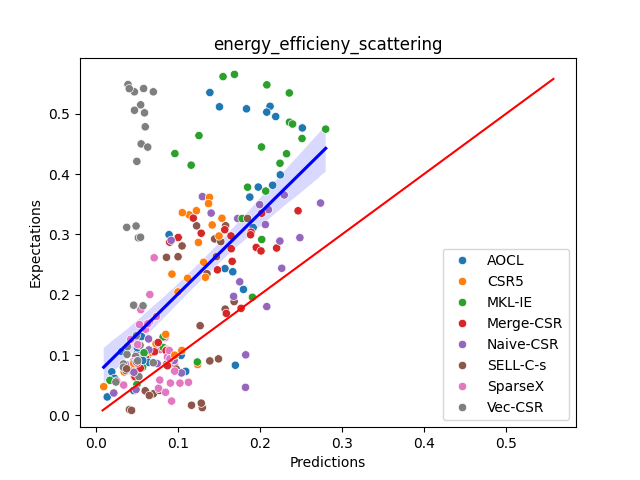 energy_efficieny_scattering
Expectations
0.5
0.4
0.3
0.2
0.1
0.0
0.0 0.1 0.2 0.3 0.4 0.5
Predictions
AOCL
CSR5
MKL-IE
Merge-CSR
Naive-CSR
SELL-C-s
SparseX
Vec-CSR